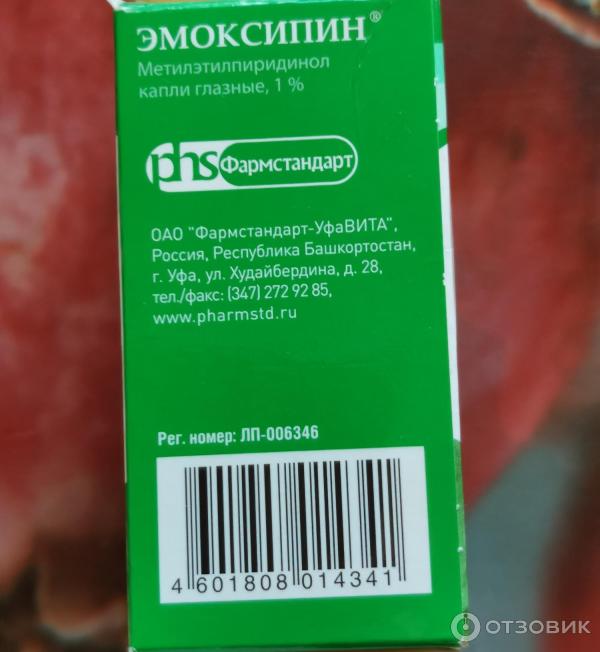 ЭМОКСИПИН®
Метилэтилпиридинол
капли глазные, 1 %
phs Фармстандарт
ОАО "Фармстандарт-УфаВИТА",
Россия, Республика Башкортостан,
г. Уфа, ул. Худайбердина, д. 28,
тел./факс: (347) 272 92 85,
www.pharmstd.ru
Рег. номер: ЛП-006346
4 601808 014341
ОТЗОВИК